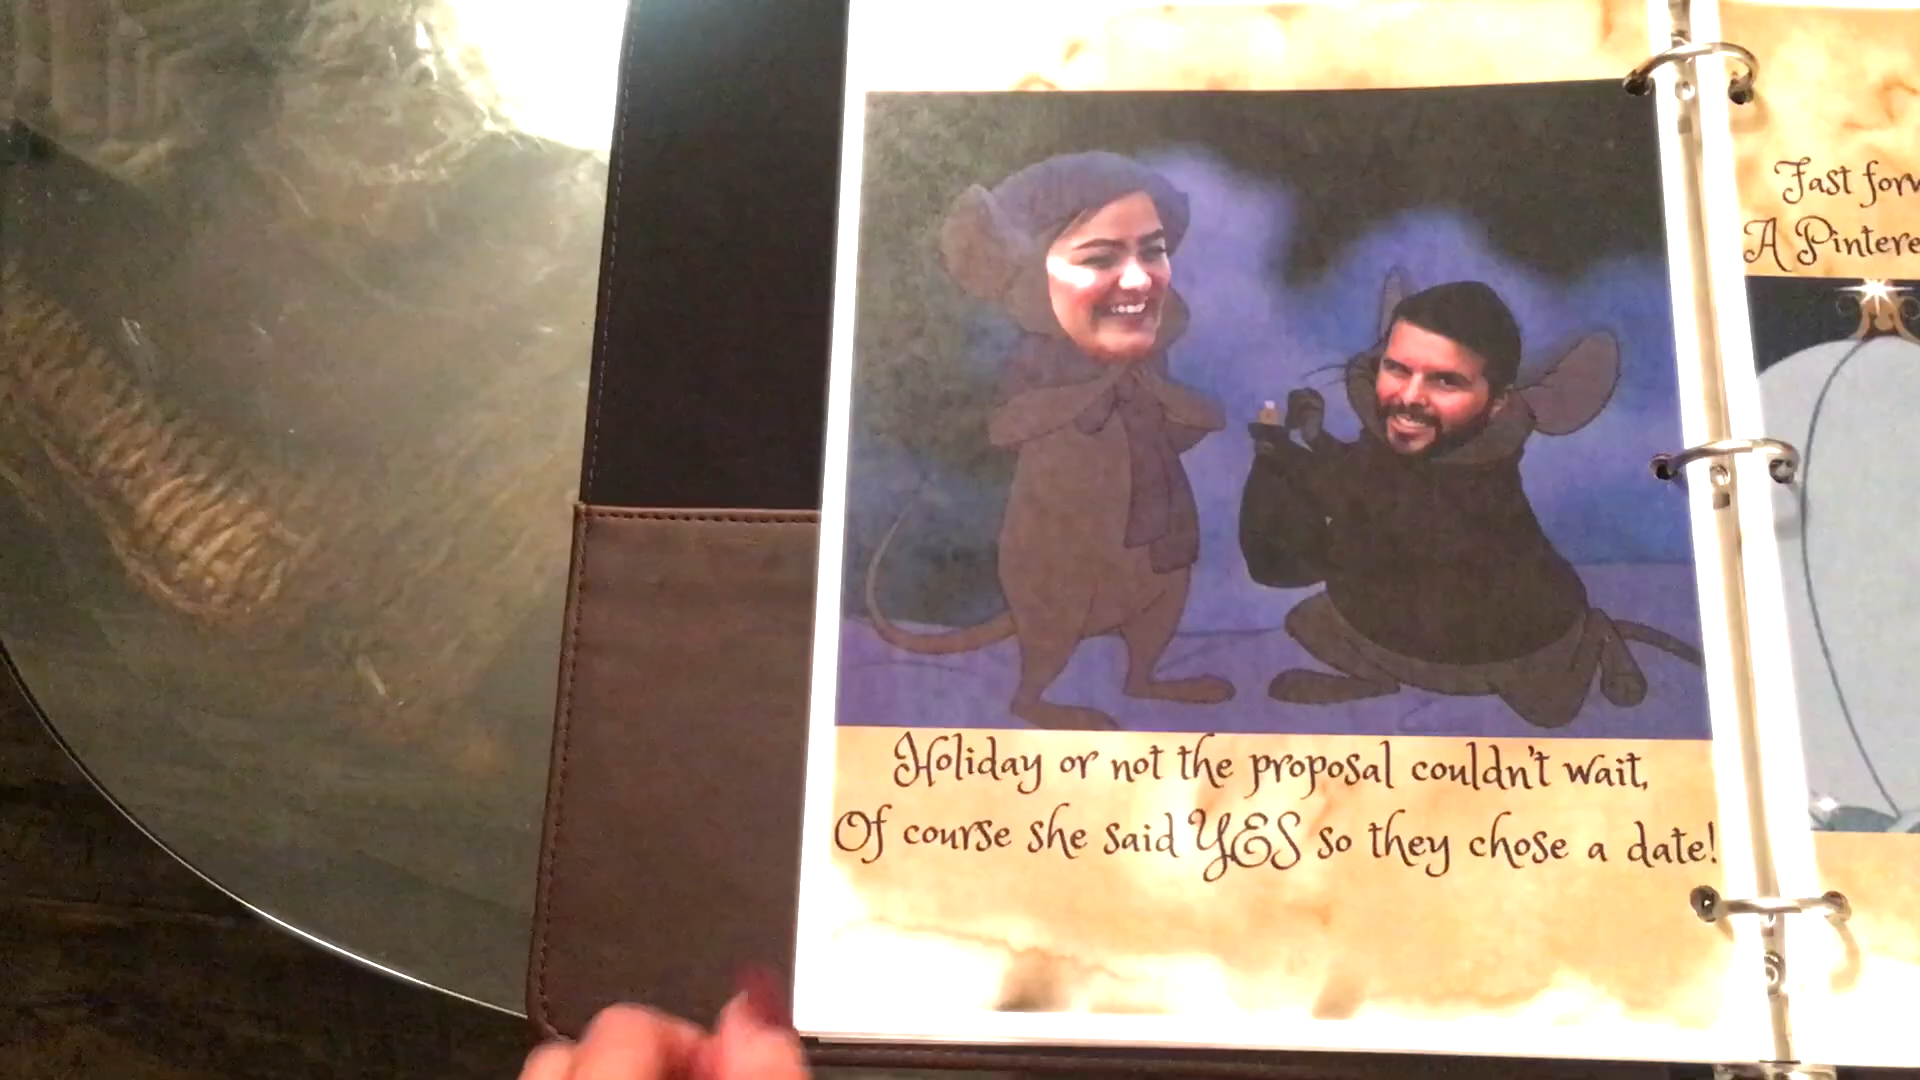 Holiday or not the proposal couldn't wait,
Of course she said YES so they chose a date!
Fast
A